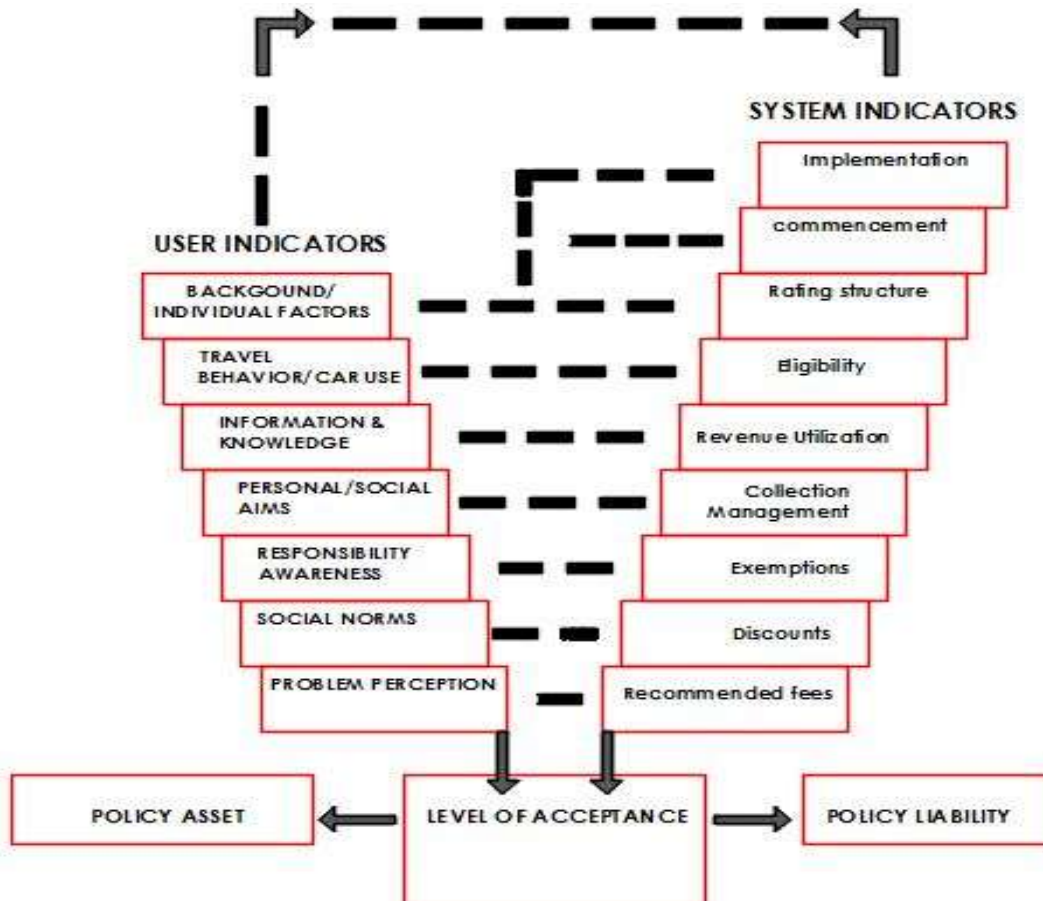 SYSTEM INDICATORS
Implementation
commencement
USER INDICATORS
BACKGOUND/
INDIVIDUAL FACTORS
Rating structure
TRAVEL
BEHAVIOR/CAR USE
Eligibility
INFORMATION &
KNOWLEDGE
Revenue Utilization
PERSONAL/SOCIAL
AIMS
Collection
Management
RESPONSIBILITY
AWARENESS
Exemptions
SOCIAL NORMS
Discounts
PROBLEM PERCEPTION
Recommended fees
POLICY ASSET
LEVEL OF ACCEPTANCE
POLICY LIABILITY